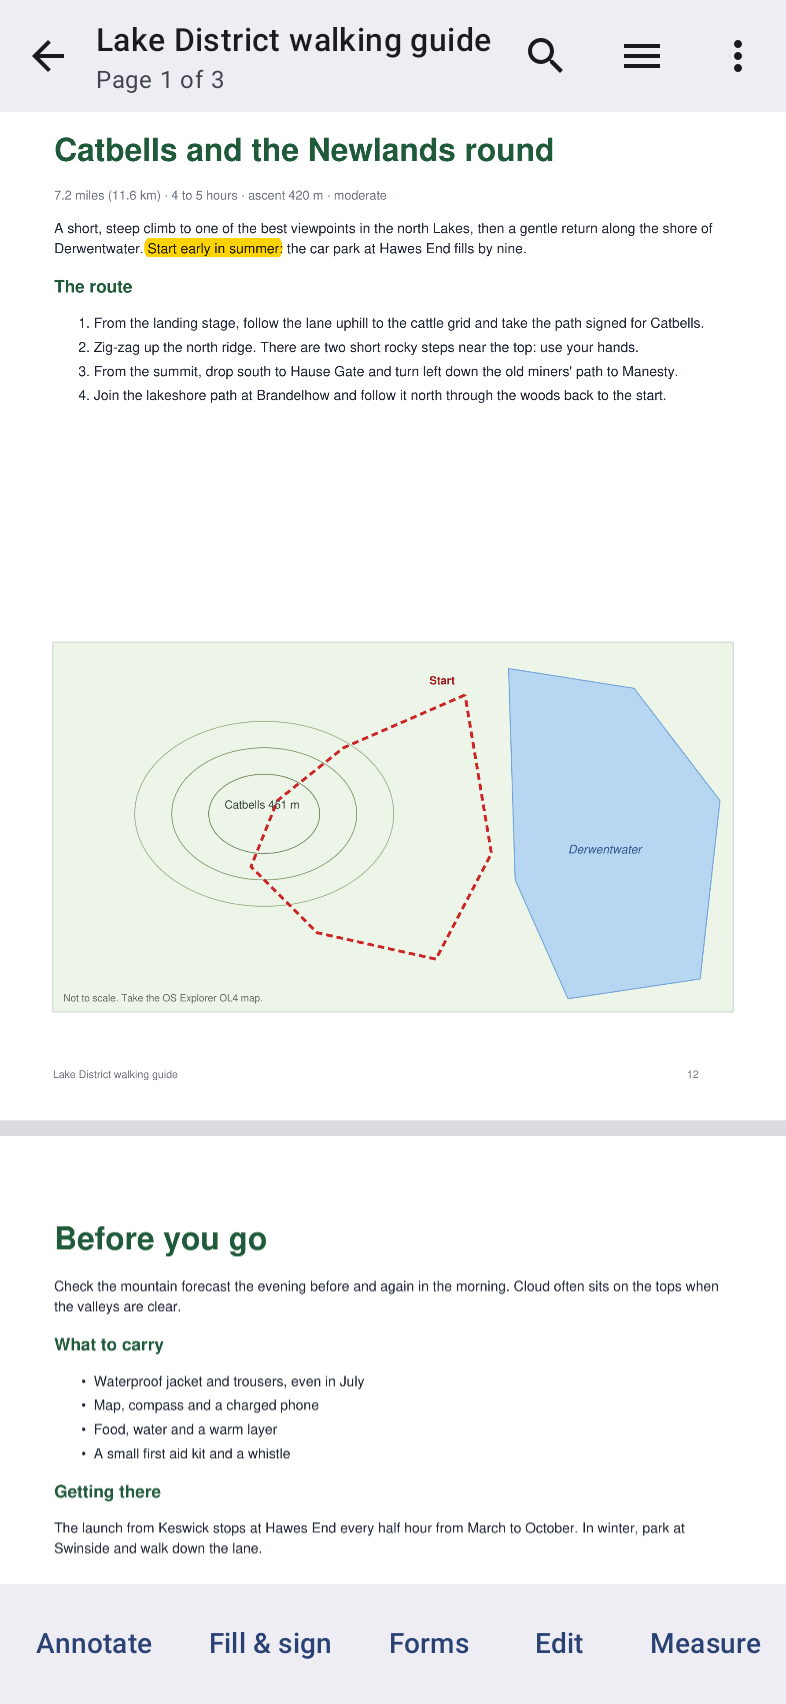 Lake District walking guide
Page 1 of 3
Catbells and the Newlands round
7.2 miles (11.6 km) · 4 to 5 hours · ascent 420 m · moderate
A short, steep climb to one of the best viewpoints in the north Lakes, then a gentle return along the shore of
Derwentwater. Start early in summer: the car park at Hawes End fills by nine.
The route
1. From the landing stage, follow the lane uphill to the cattle grid and take the path signed for Catbells.
2. Zig-zag up the north ridge. There are two short rocky steps near the top: use your hands.
3. From the summit, drop south to Hause Gate and turn left down the old miners' path to Manesty.
4. Join the lakeshore path at Brandelhow and follow it north through the woods back to the start.
Start
Catbells 451 m
Derwentwater
Not to scale. Take the OS Explorer OL4 map.
Lake District walking guide 12
Before you go
Check the mountain forecast the evening before and again in the morning. Cloud often sits on the tops when
the valleys are clear.
What to carry
• Waterproof jacket and trousers, even in July
• Map, compass and a charged phone
• Food, water and a warm layer
• A small first aid kit and a whistle
Getting there
The launch from Keswick stops at Hawes End every half hour from March to October. In winter, park at
Swinside and walk down the lane.
Annotate Fill & sign Forms Edit Measure